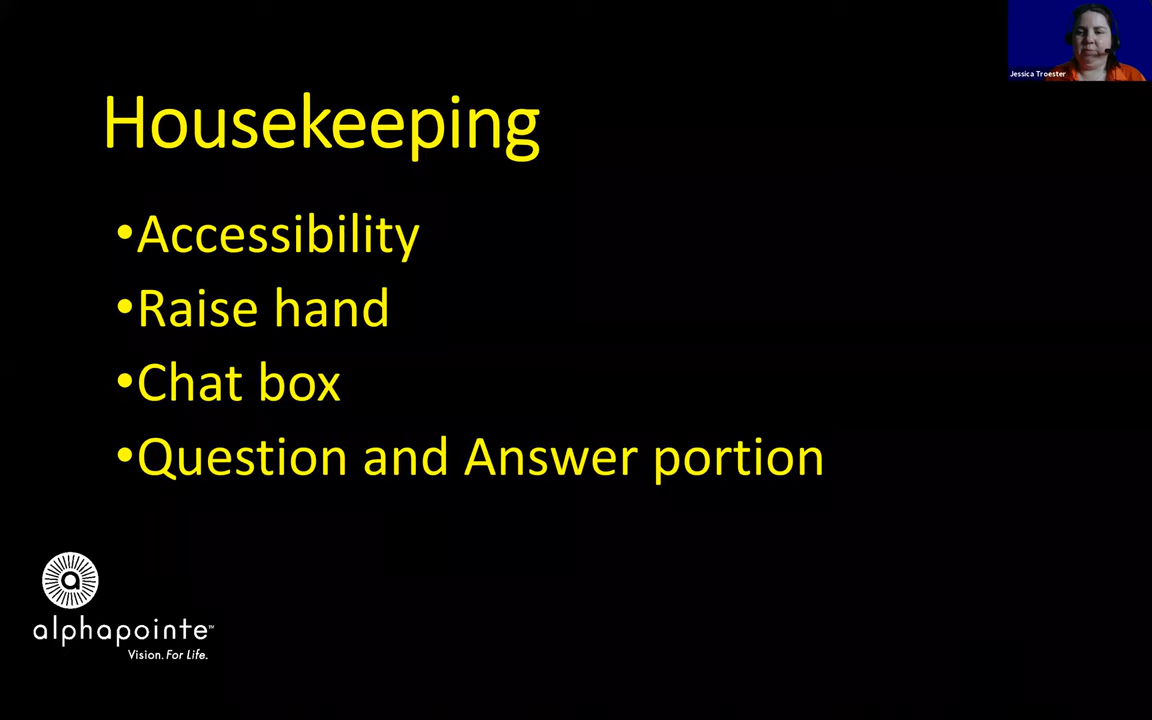 Jessica Troester
Housekeeping
•Accessibility
•Raise hand
•Chat box
•Question and Answer portion
alphapointe™
Vision. For Life.